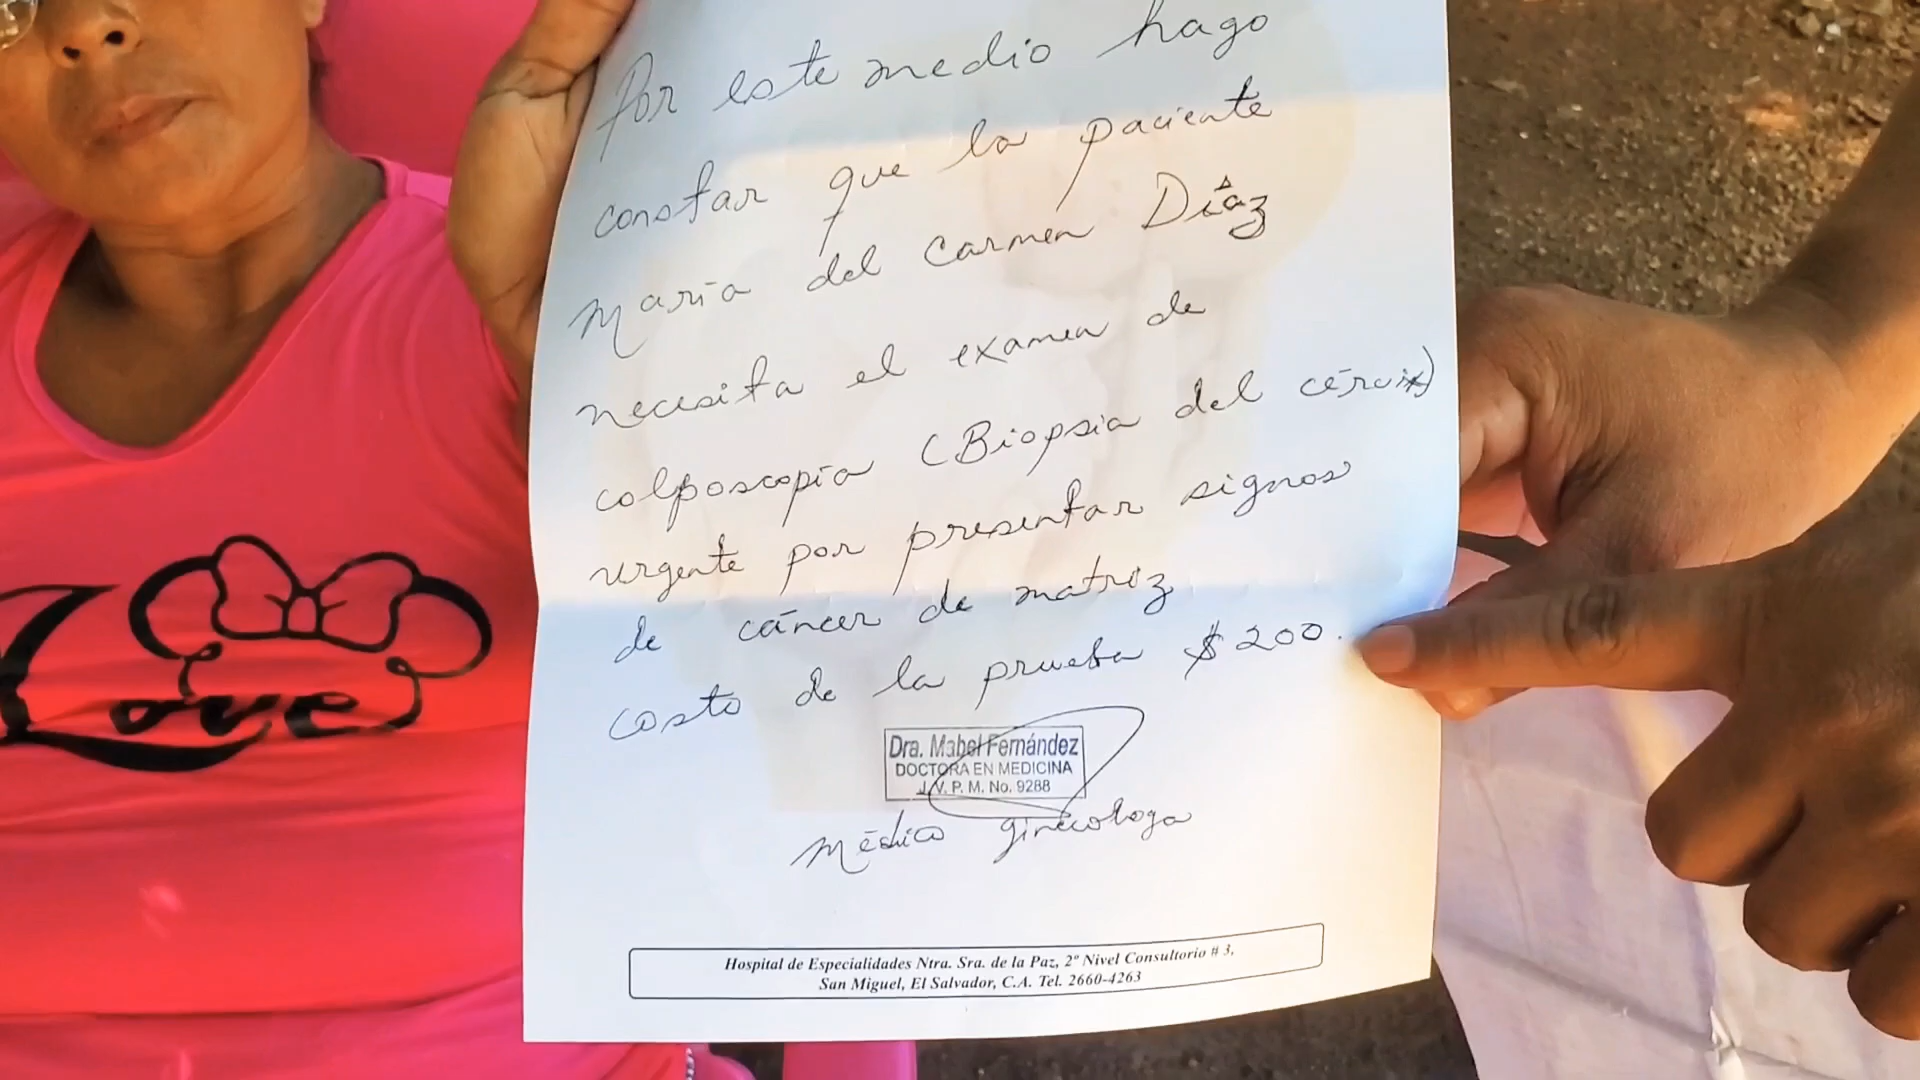 Por este medio hago
constar que la paciente
María del Carmen Díaz
necesita el examen de
colposcopía (Biopsia del cérvix)
urgente por presentar signos
de cáncer de matriz
costo de la prueba $200.
Dra. Mabel Fernández
DOCTORA EN MEDICINA
J.V.P.M. No. 9288
Médico ginecologa
Hospital de Especialidades Ntra. Sra. de la Paz, 2º Nivel Consultorio # 3,
San Miguel, El Salvador, C.A. Tel. 2660-4263
Love